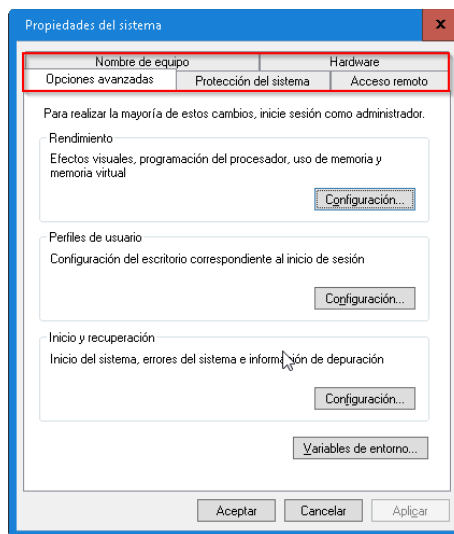 Propiedades del sistema
x
Nombre de equipo Hardware
Opciones avanzadas Protección del sistema Acceso remoto
Para realizar la mayoría de estos cambios, inicie sesión como administrador.
Rendimiento
Efectos visuales, programación del procesador, uso de memoria y
memoria virtual
Configuración...
Perfiles de usuario
Configuración del escritorio correspondiente al inicio de sesión
Configuración...
Inicio y recuperación
Inicio del sistema, errores del sistema e información de depuración
Configuración...
Variables de entorno...
Aceptar Cancelar Aplicar